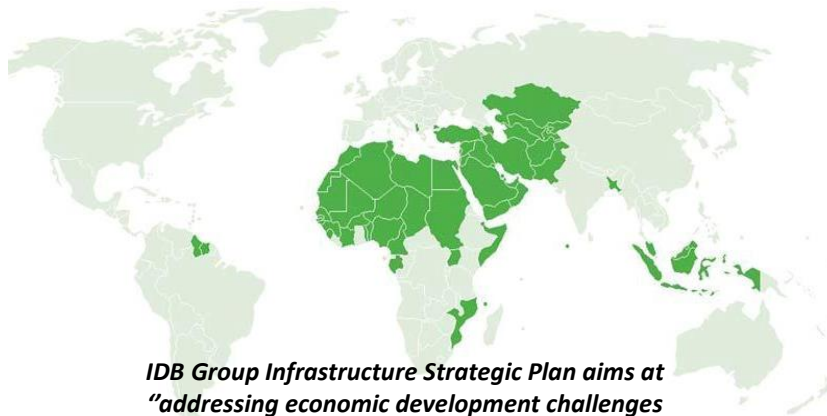 IDB Group Infrastructure Strategic Plan aims at
‘’addressing economic development challenges